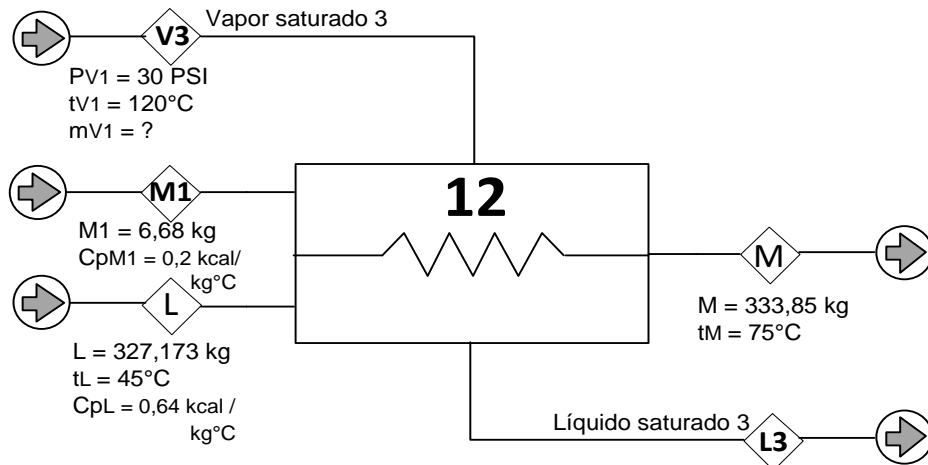 Vapor saturado 3
V3
PV1 = 30 PSI
tV1 = 120°C
mV1 = ?
12
M1
M1 = 6,68 kg
CpM1 = 0,2 kcal/
kg°C
L
L = 327,173 kg
tL = 45°C
CpL = 0,64 kcal /
kg°C
M
M = 333,85 kg
tM = 75°C
Líquido saturado 3
L3